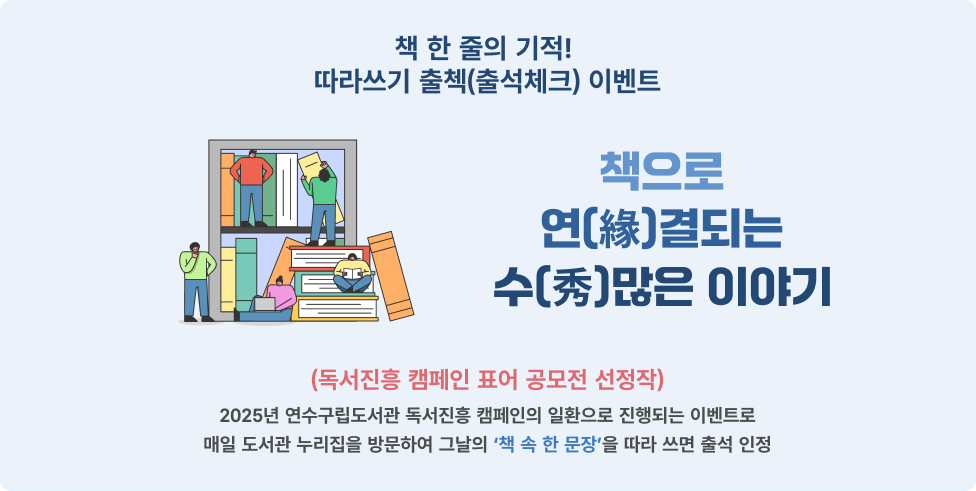 책 한 줄의 기적!
따라쓰기 출첵(출석체크) 이벤트
책으로
연(緣)결되는
수(秀)많은 이야기
(독서진흥 캠페인 표어 공모전 선정작)
2025년 연수구립도서관 독서진흥 캠페인의 일환으로 진행되는 이벤트로
매일 도서관 누리집을 방문하여 그날의 ‘책 속 한 문장’을 따라 쓰면 출석 인정